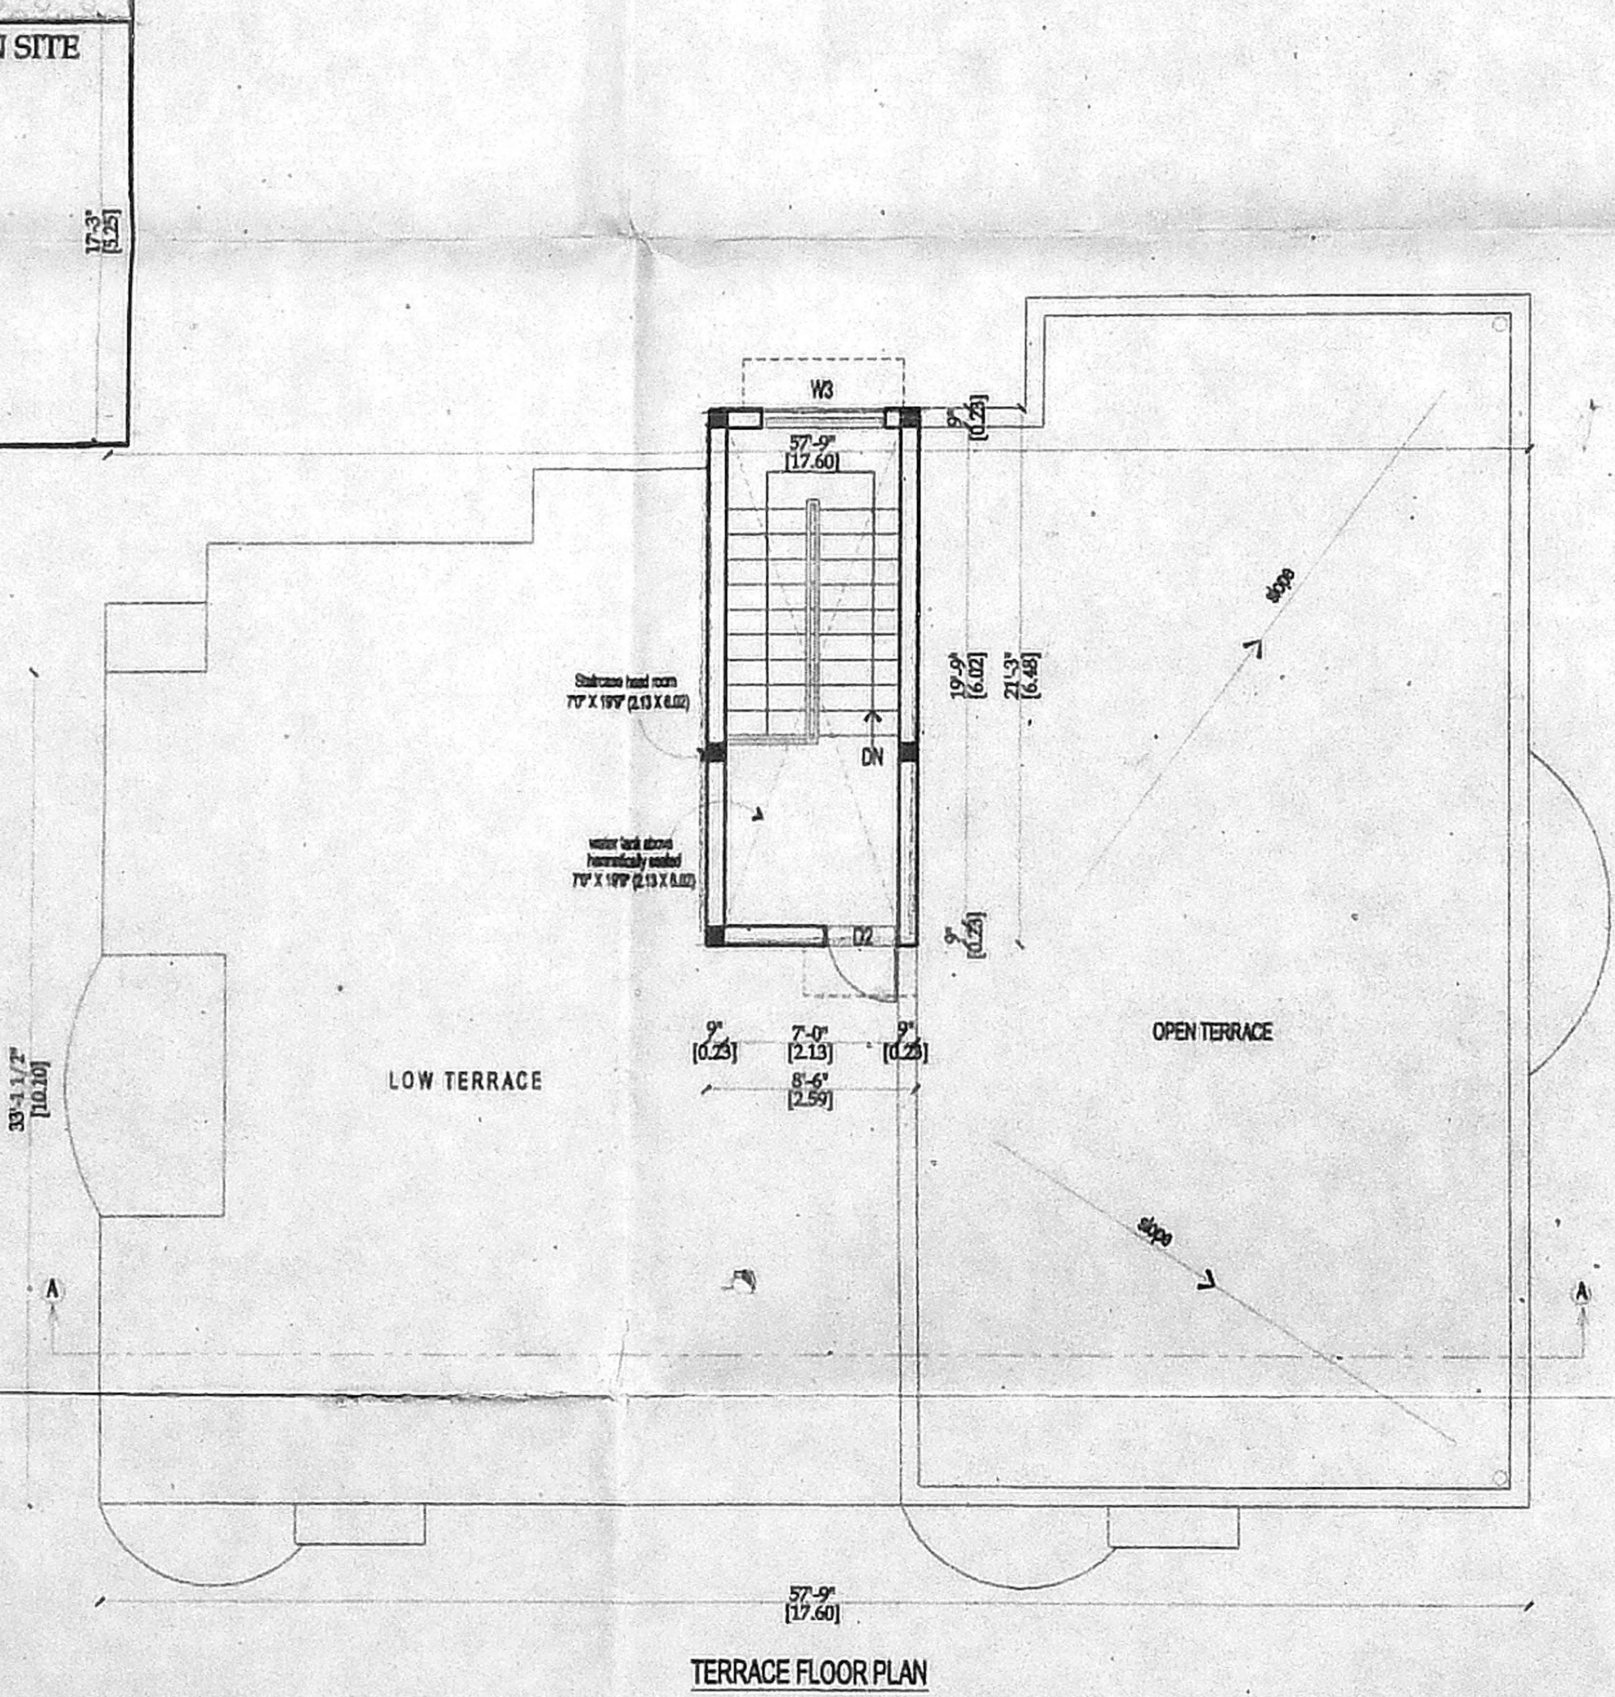 N SITE
17'-3"
[5.25]
W3
9"
[0.23]
57'-9"
[17.60]
slope
Staircase head room
7'0" X 19'9" (2.13 X 6.02)
19'-9"
[6.02]
21'-3"
[6.48]
DN
water tank above
hermetically sealed
7'0" X 19'9" (2.13 X 6.02)
D2
9"
[0.23]
9"
[0.23]
7'-0"
[2.13]
9"
[0.23]
8'-6"
[2.59]
OPEN TERRACE
LOW TERRACE
33'-1 1/2"
[10.10]
slope
A
A
57'-9"
[17.60]
TERRACE FLOOR PLAN